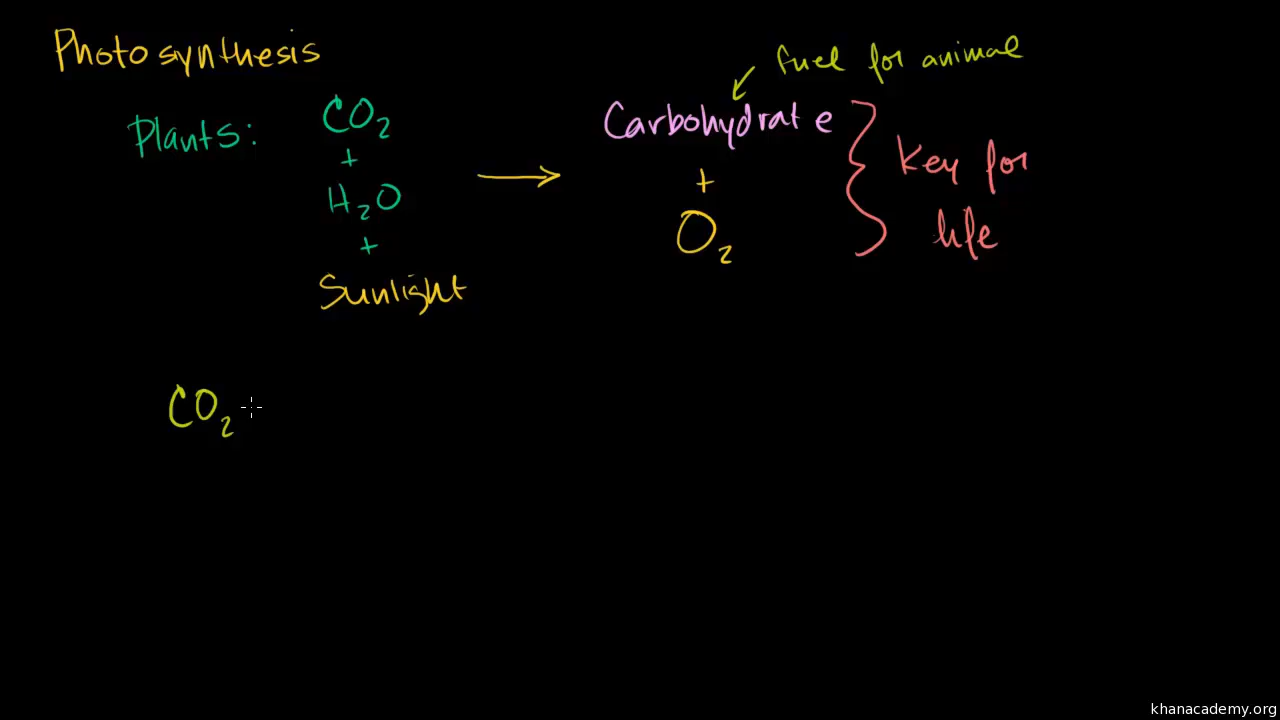 Photosynthesis
fuel for animal
Plants: CO₂ Carbohydrate
+
H₂O
+
Sunlight
→
+
O₂
Key for
life
CO₂
khanacademy.org